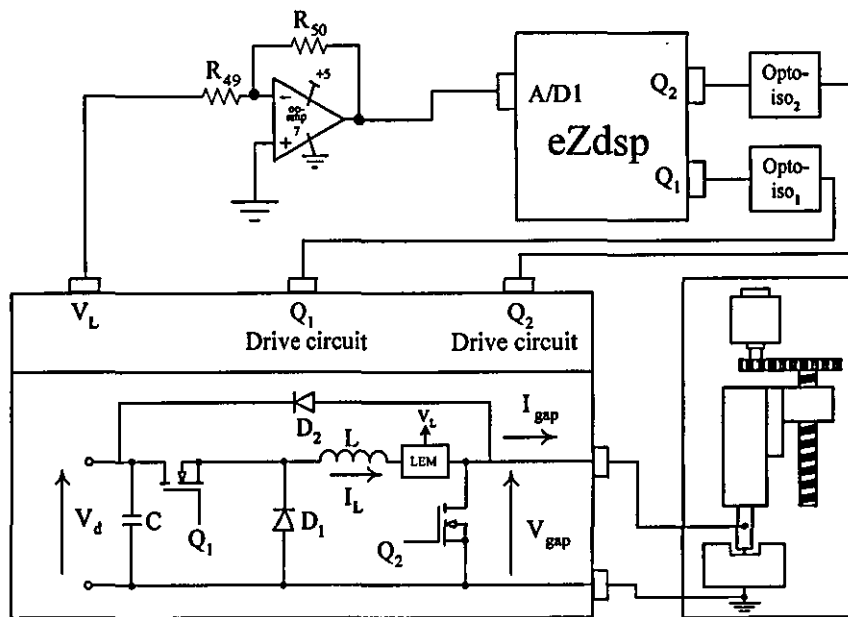 R50
R49
+5
−
op-amp
7
+
A/D1
eZdsp
Q2
Q1
Opto-
iso2
Opto-
iso1
VL
Q1
Drive circuit
Q2
Drive circuit
D2
L
VL
LEM
IL
Igap
Vd
C
Q1
D1
Q2
Vgap